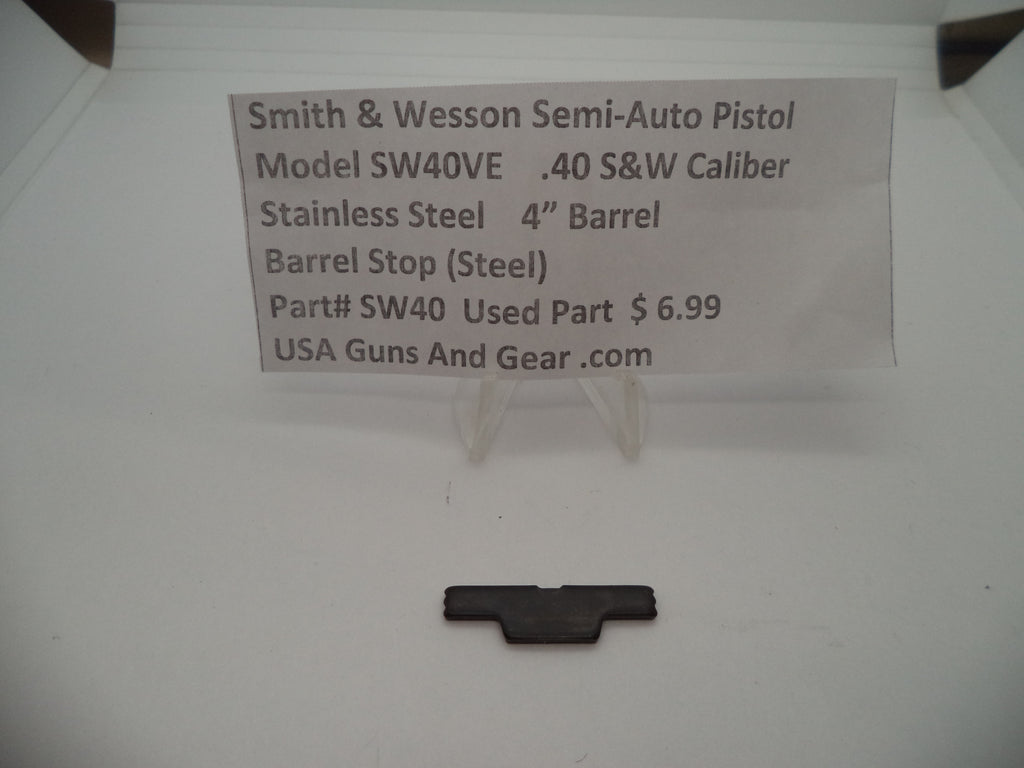 Smith & Wesson Semi-Auto Pistol
Model SW40VE .40 S&W Caliber
Stainless Steel 4” Barrel
Barrel Stop (Steel)
Part# SW40 Used Part $ 6.99
USA Guns And Gear .com